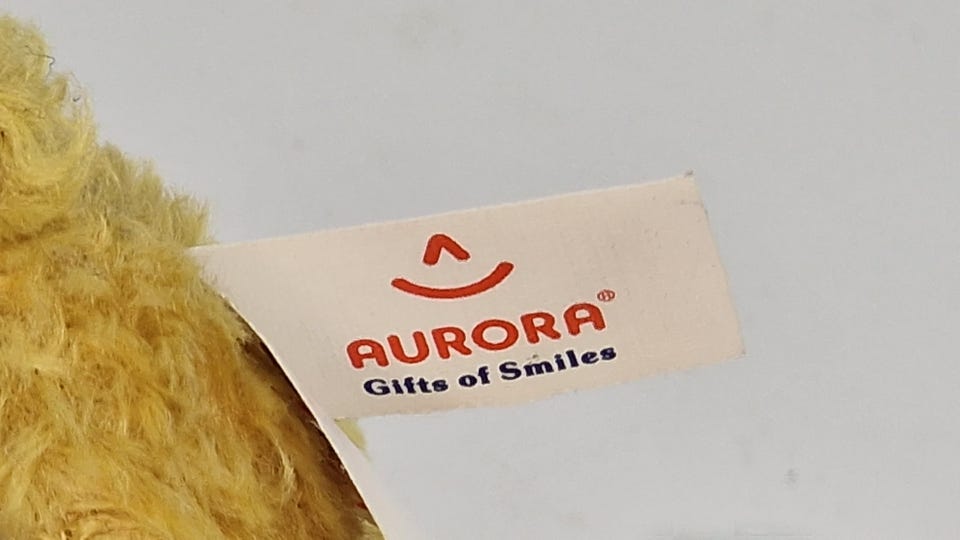 AURORA®
Gifts of Smiles